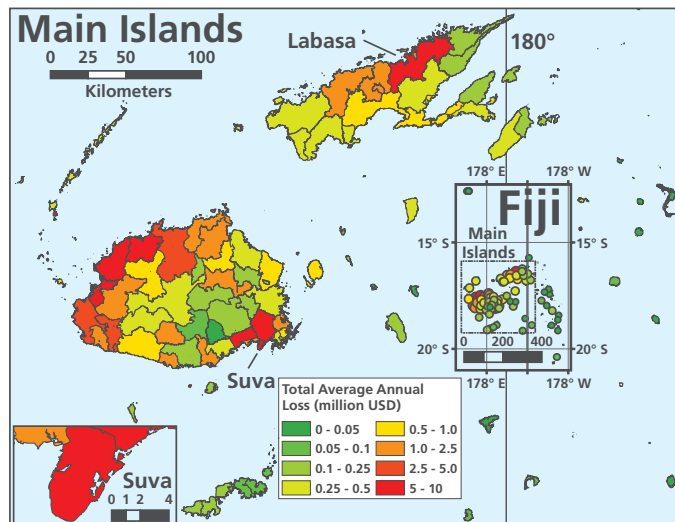 Main Islands
0 25 50 100
Kilometers
Labasa
180°
178° E 178° W
Fiji
Main
Islands
15° S
0 200 400
20° S
178° E 178° W
Suva
Total Average Annual
Loss (million USD)
0 - 0.05 0.5 - 1.0
0.05 - 0.1 1.0 - 2.5
0.1 - 0.25 2.5 - 5.0
0.25 - 0.5 5 - 10
Suva
0 1 2 4